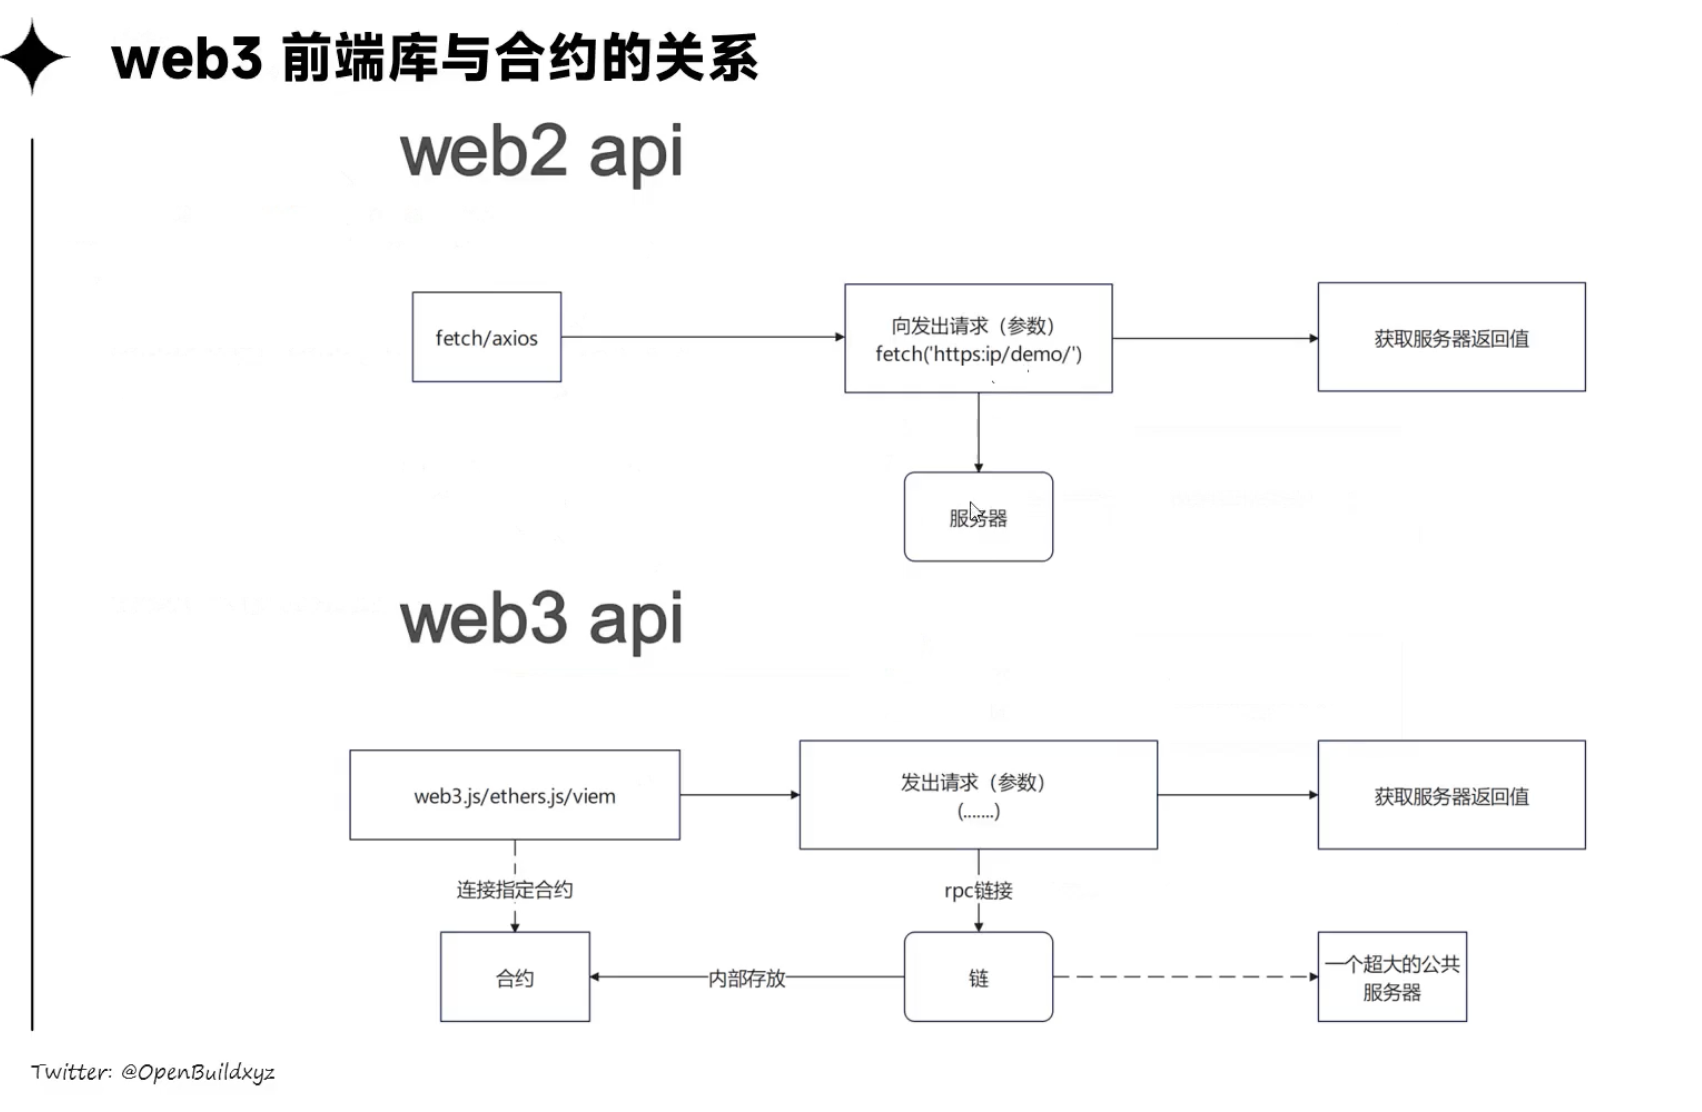 web3 前端库与合约的关系
web2 api
fetch/axios
向发出请求（参数）
fetch('https:ip/demo/')
获取服务器返回值
服务器
web3 api
web3.js/ethers.js/viem
发出请求（参数）
(.......)
获取服务器返回值
连接指定合约
rpc链接
合约
内部存放
链
一个超大的公共
服务器
Twitter: @OpenBuildxyz